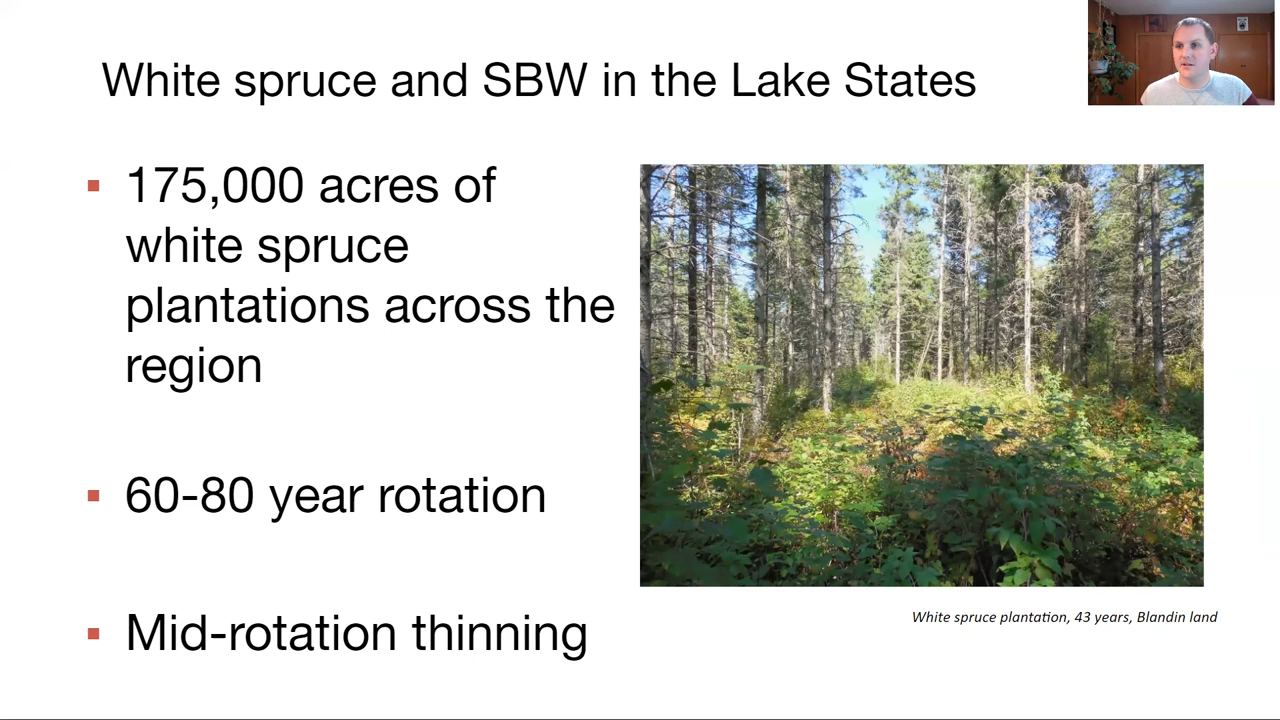 White spruce and SBW in the Lake States
▪ 175,000 acres of
white spruce
plantations across the
region
▪ 60-80 year rotation
▪ Mid-rotation thinning
White spruce plantation, 43 years, Blandin land